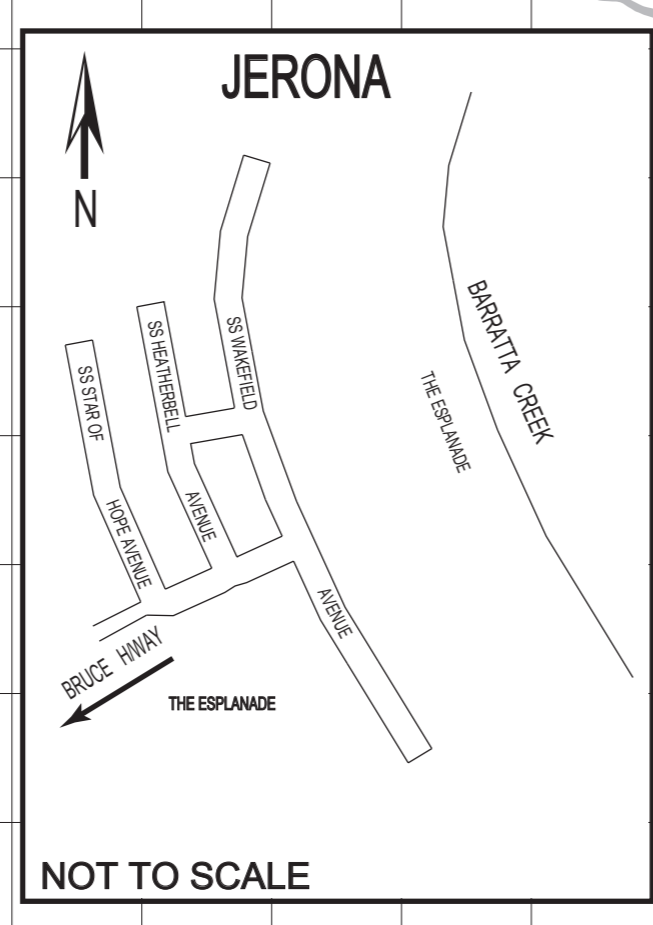 JERONA
N
SS WAKEFIELD
AVENUE
SS HEATHERBELL
AVENUE
SS STAR OF
HOPE AVENUE
BARRATTA CREEK
THE ESPLANADE
BRUCE H/WAY
THE ESPLANADE
NOT TO SCALE